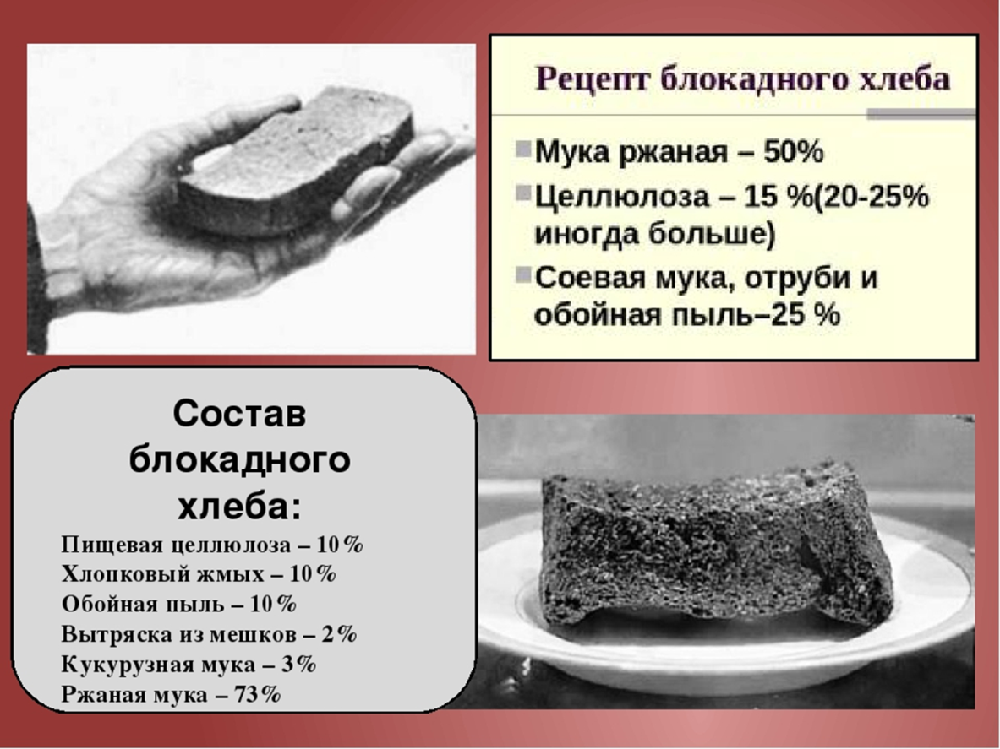 Рецепт блокадного хлеба
Мука ржаная – 50%
Целлюлоза – 15 %(20-25%
иногда больше)
Соевая мука, отруби и
обойная пыль–25 %
Состав
блокадного
хлеба:
Пищевая целлюлоза – 10%
Хлопковый жмых – 10%
Обойная пыль – 10%
Вытряска из мешков – 2%
Кукурузная мука – 3%
Ржаная мука – 73%